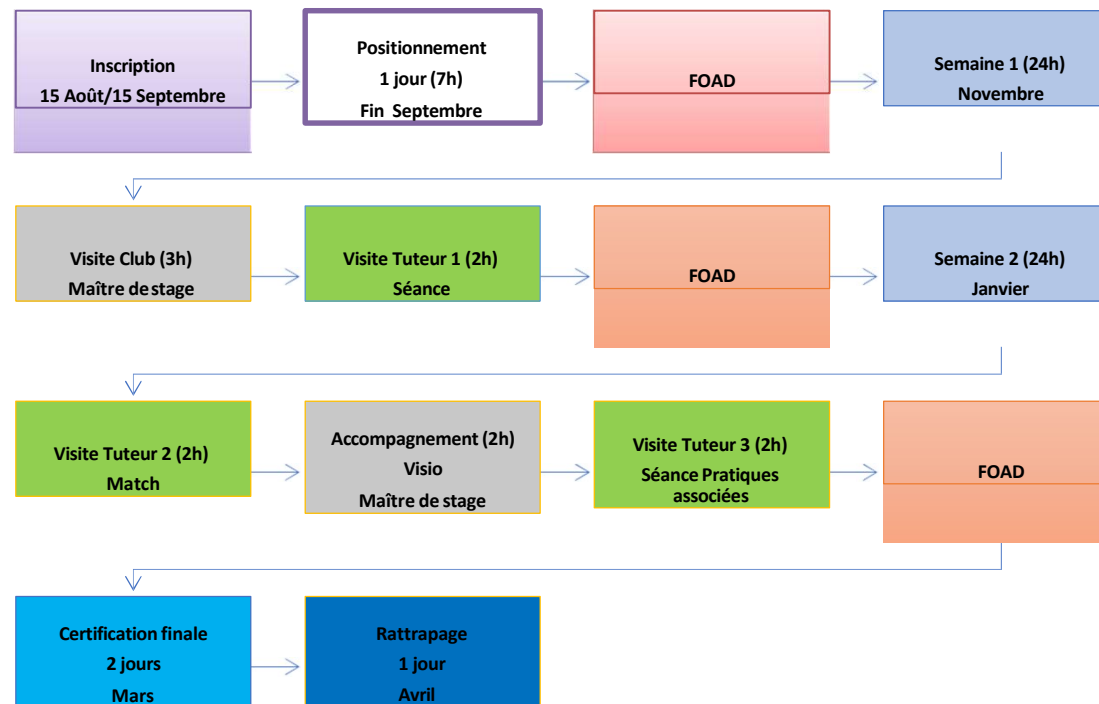 Inscription
15 Août/15 Septembre
Positionnement
1 jour (7h)
Fin Septembre
FOAD
Semaine 1 (24h)
Novembre
Visite Club (3h)
Maître de stage
Visite Tuteur 1 (2h)
Séance
FOAD
Semaine 2 (24h)
Janvier
Visite Tuteur 2 (2h)
Match
Accompagnement (2h)
Visio
Maître de stage
Visite Tuteur 3 (2h)
Séance Pratiques
associées
FOAD
Certification finale
2 jours
Mars
Rattrapage
1 jour
Avril